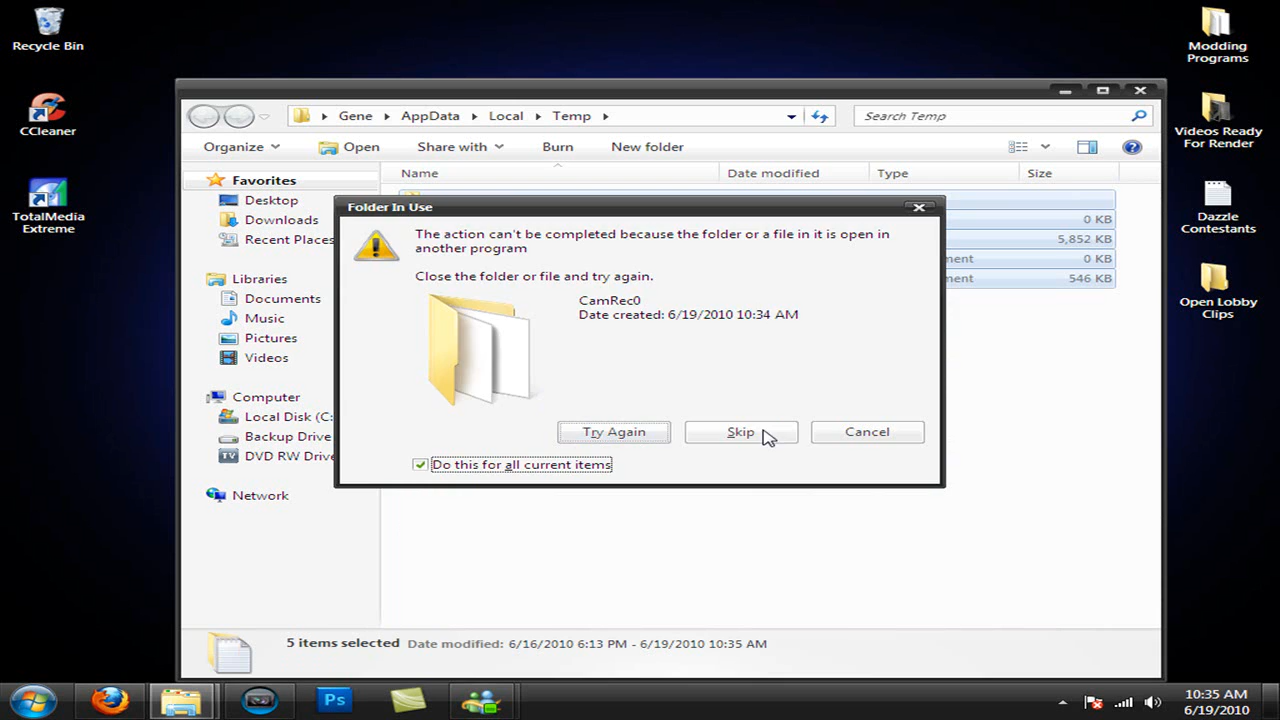 Recycle Bin
CCleaner
TotalMedia
Extreme
Modding
Programs
Videos Ready
For Render
Dazzle
Contestants
Open Lobby
Clips
Gene AppData Local Temp
Search Temp
Organize Open Share with Burn New folder
Name Date modified Type Size
Favorites
Desktop
Downloads
Recent Places
Libraries
Documents
Music
Pictures
Videos
Computer
Local Disk (C:
Backup Drive
DVD RW Drive
Network
0 KB
5,852 KB
ment 0 KB
ment 546 KB
Folder In Use
The action can't be completed because the folder or a file in it is open in
another program
Close the folder or file and try again.
CamRec0
Date created: 6/19/2010 10:34 AM
Try Again Skip Cancel
Do this for all current items
5 items selected Date modified: 6/16/2010 6:13 PM - 6/19/2010 10:35 AM
Ps
10:35 AM
6/19/2010